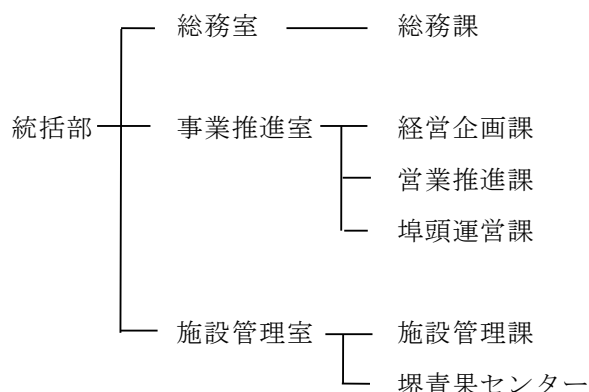 総務室 総務課
統括部 事業推進室 経営企画課
営業推進課
埠頭運営課
施設管理室 施設管理課
堺青果センター